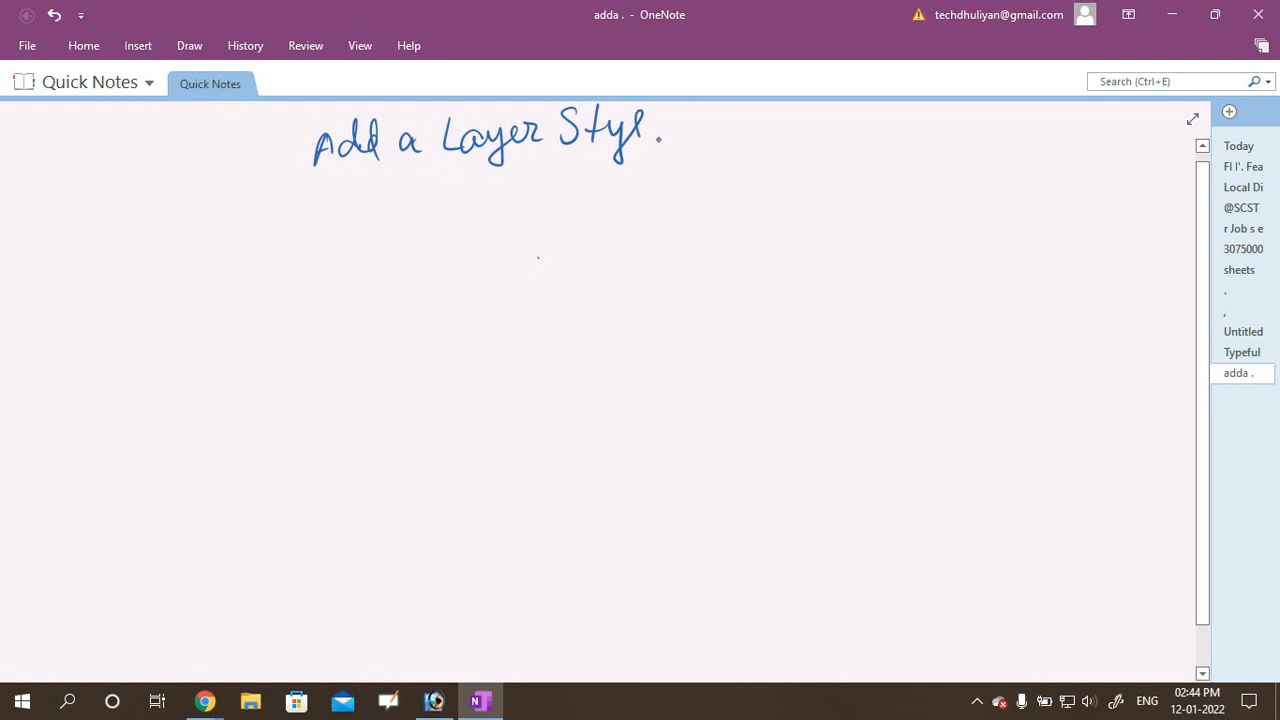 adda . - OneNote
techdhuliyan@gmail.com
File Home Insert Draw History Review View Help
Quick Notes
Quick Notes
Search (Ctrl+E)
Add a Layer Styl
Today
Fl l'. Fea
Local Di
@SCST
r Job s e
3075000
sheets
.
,
Untitled
Typeful
adda .
ENG
02:44 PM
12-01-2022